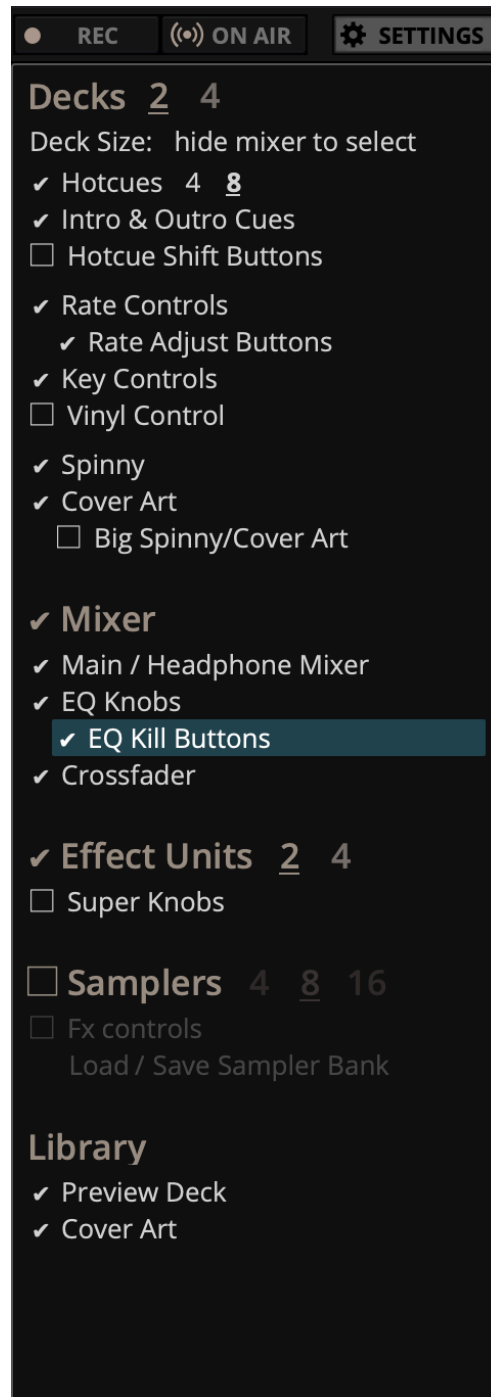 REC ON AIR SETTINGS
Decks 2 4
Deck Size: hide mixer to select
✔ Hotcues 4 8
✔ Intro & Outro Cues
☐ Hotcue Shift Buttons
✔ Rate Controls
✔ Rate Adjust Buttons
✔ Key Controls
☐ Vinyl Control
✔ Spinny
✔ Cover Art
☐ Big Spinny/Cover Art
✔ Mixer
✔ Main / Headphone Mixer
✔ EQ Knobs
✔ EQ Kill Buttons
✔ Crossfader
✔ Effect Units 2 4
☐ Super Knobs
☐ Samplers 4 8 16
☐ Fx controls
Load / Save Sampler Bank
Library
✔ Preview Deck
✔ Cover Art